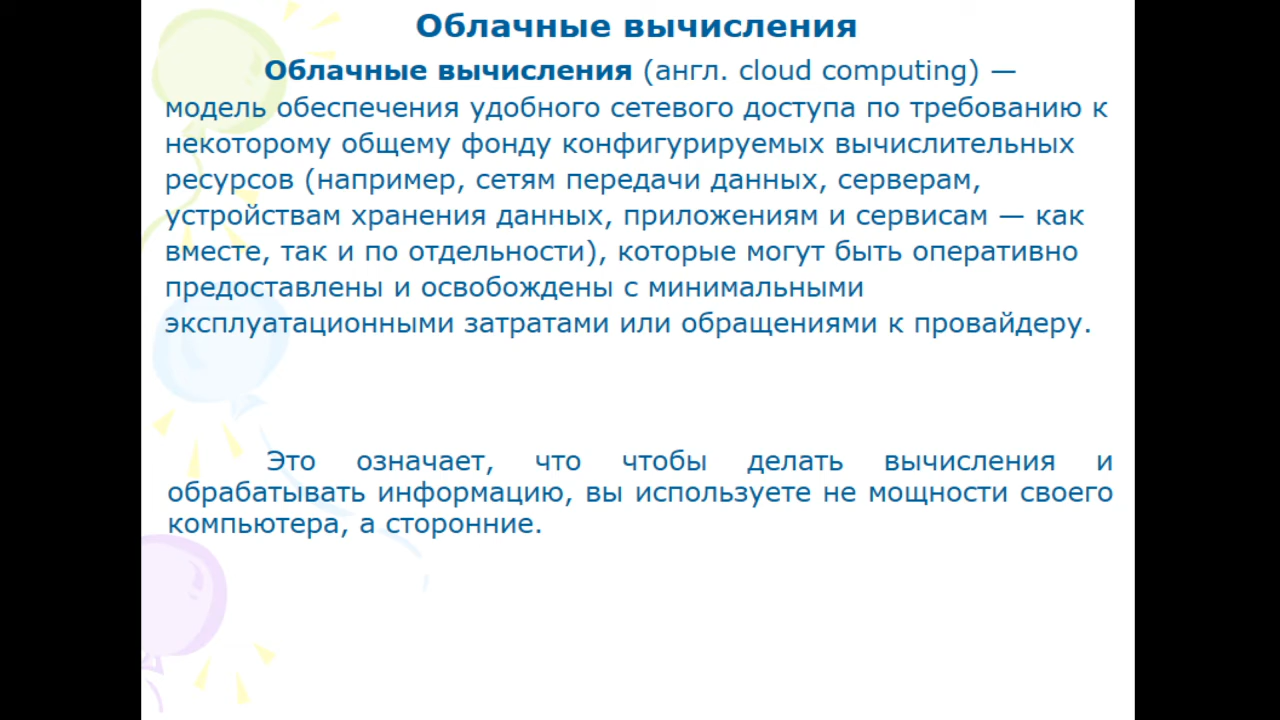 Облачные вычисления
Облачные вычисления (англ. cloud computing) —
модель обеспечения удобного сетевого доступа по требованию к
некоторому общему фонду конфигурируемых вычислительных
ресурсов (например, сетям передачи данных, серверам,
устройствам хранения данных, приложениям и сервисам — как
вместе, так и по отдельности), которые могут быть оперативно
предоставлены и освобождены с минимальными
эксплуатационными затратами или обращениями к провайдеру.
Это означает, что чтобы делать вычисления и
обрабатывать информацию, вы используете не мощности своего
компьютера, а сторонние.